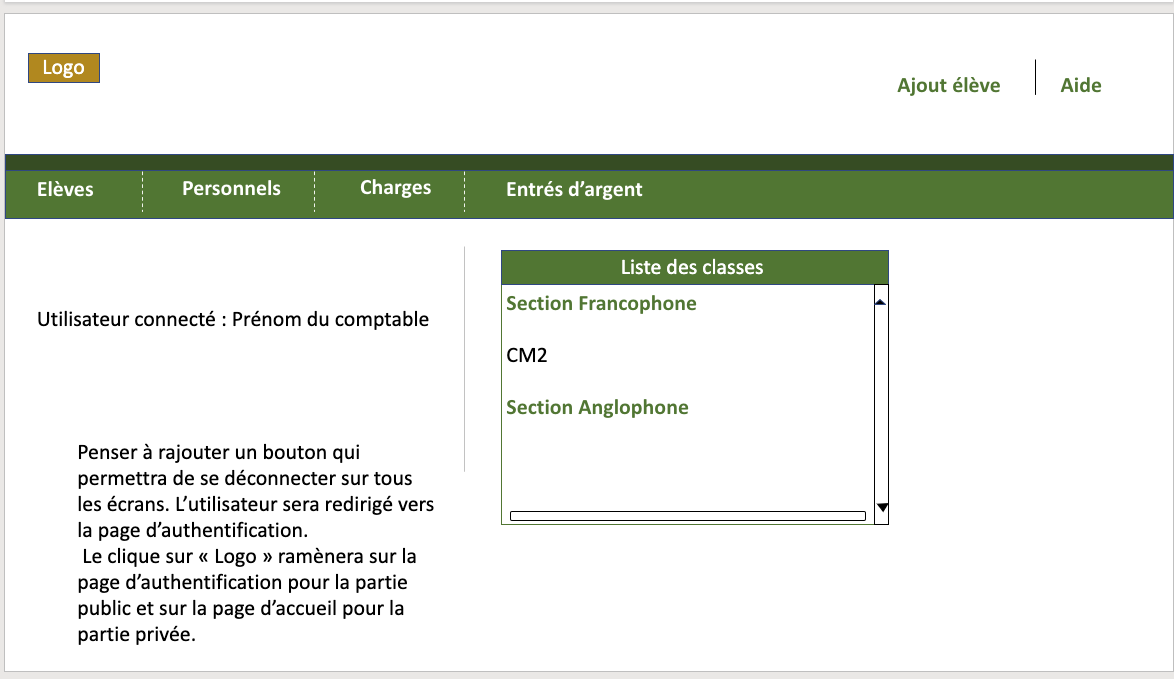 Logo
Ajout élève
Aide
Elèves
Personnels
Charges
Entrés d’argent
Liste des classes
Section Francophone
CM2
Section Anglophone
Utilisateur connecté : Prénom du comptable
Penser à rajouter un bouton qui
permettra de se déconnecter sur tous
les écrans. L’utilisateur sera redirigé vers
la page d’authentification.
Le clique sur « Logo » ramènera sur la
page d’authentification pour la partie
public et sur la page d’accueil pour la
partie privée.